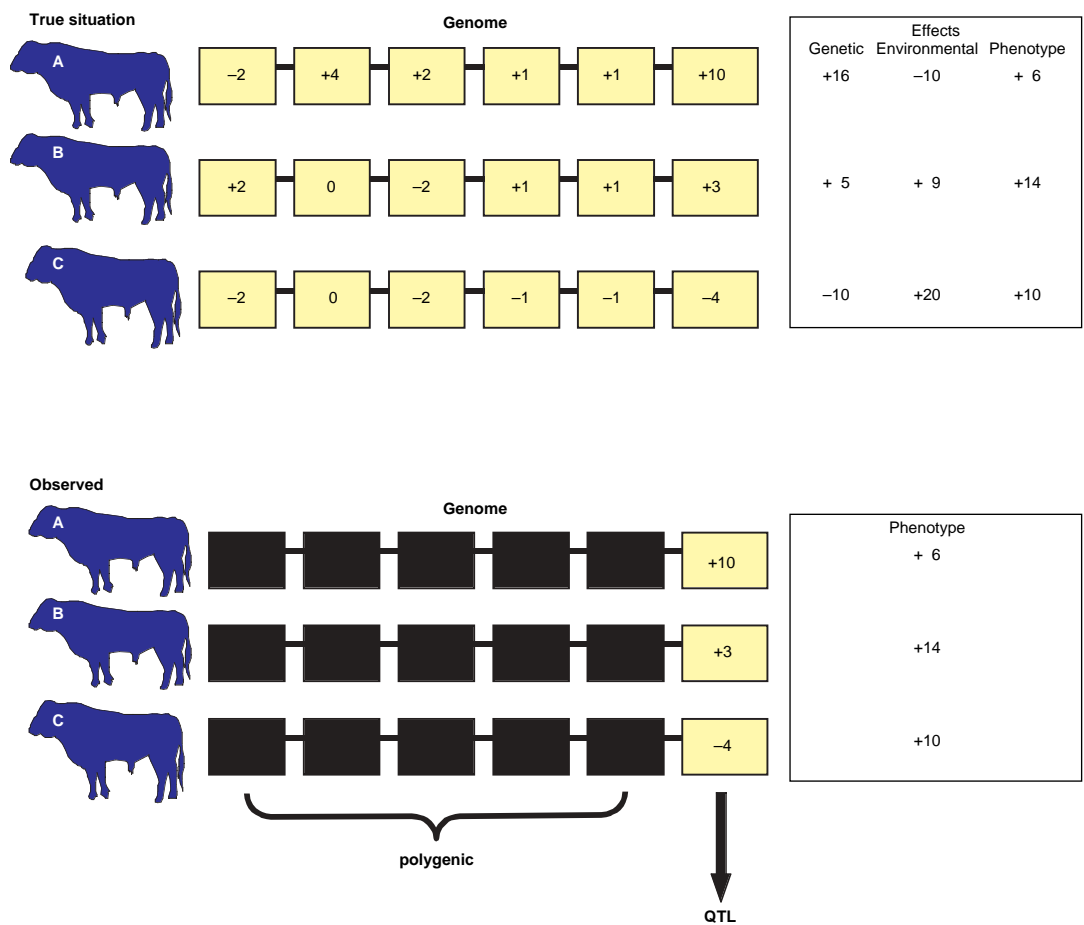 True situation
Genome
Effects
Genetic Environmental Phenotype
A
–2 +4 +2 +1 +1 +10
+16 –10 + 6
B
+2 0 –2 +1 +1 +3
+ 5 + 9 +14
C
–2 0 –2 –1 –1 –4
–10 +20 +10
Observed
Genome
Phenotype
A
+10
+ 6
B
+3
+14
C
–4
+10
polygenic
QTL